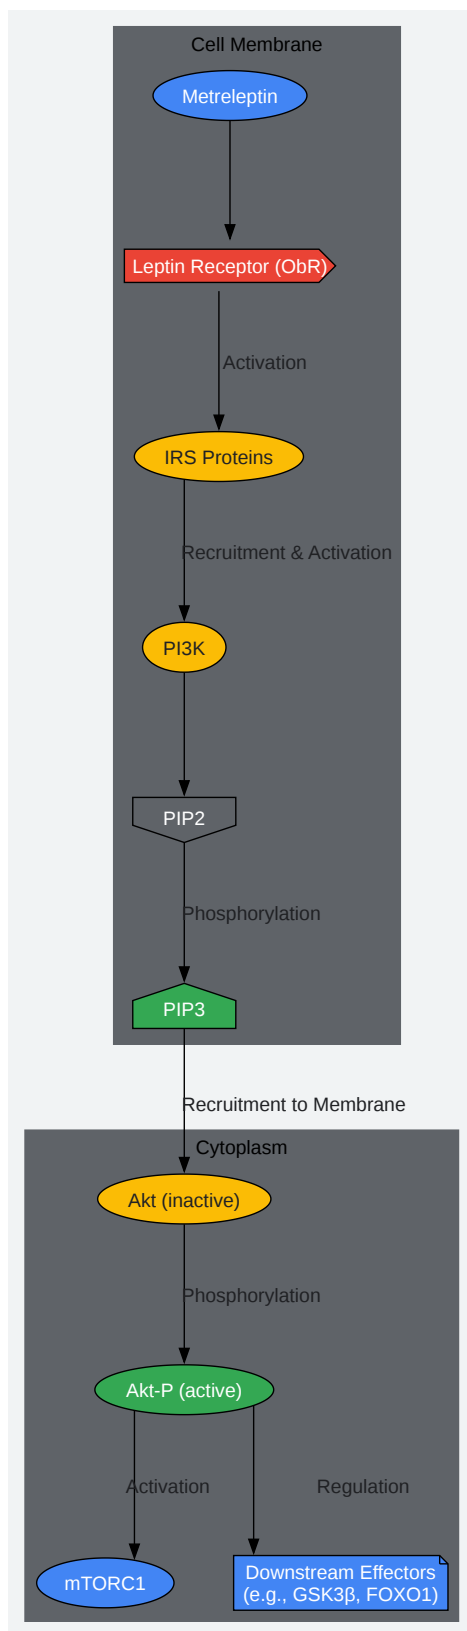 Cell Membrane
Metreleptin
Leptin Receptor (ObR)
Activation
IRS Proteins
Recruitment & Activation
PI3K
PIP2
Phosphorylation
PIP3
Recruitment to Membrane
Cytoplasm
Akt (inactive)
Phosphorylation
Akt-P (active)
Activation
Regulation
mTORC1
Downstream Effectors
(e.g., GSK3β, FOXO1)